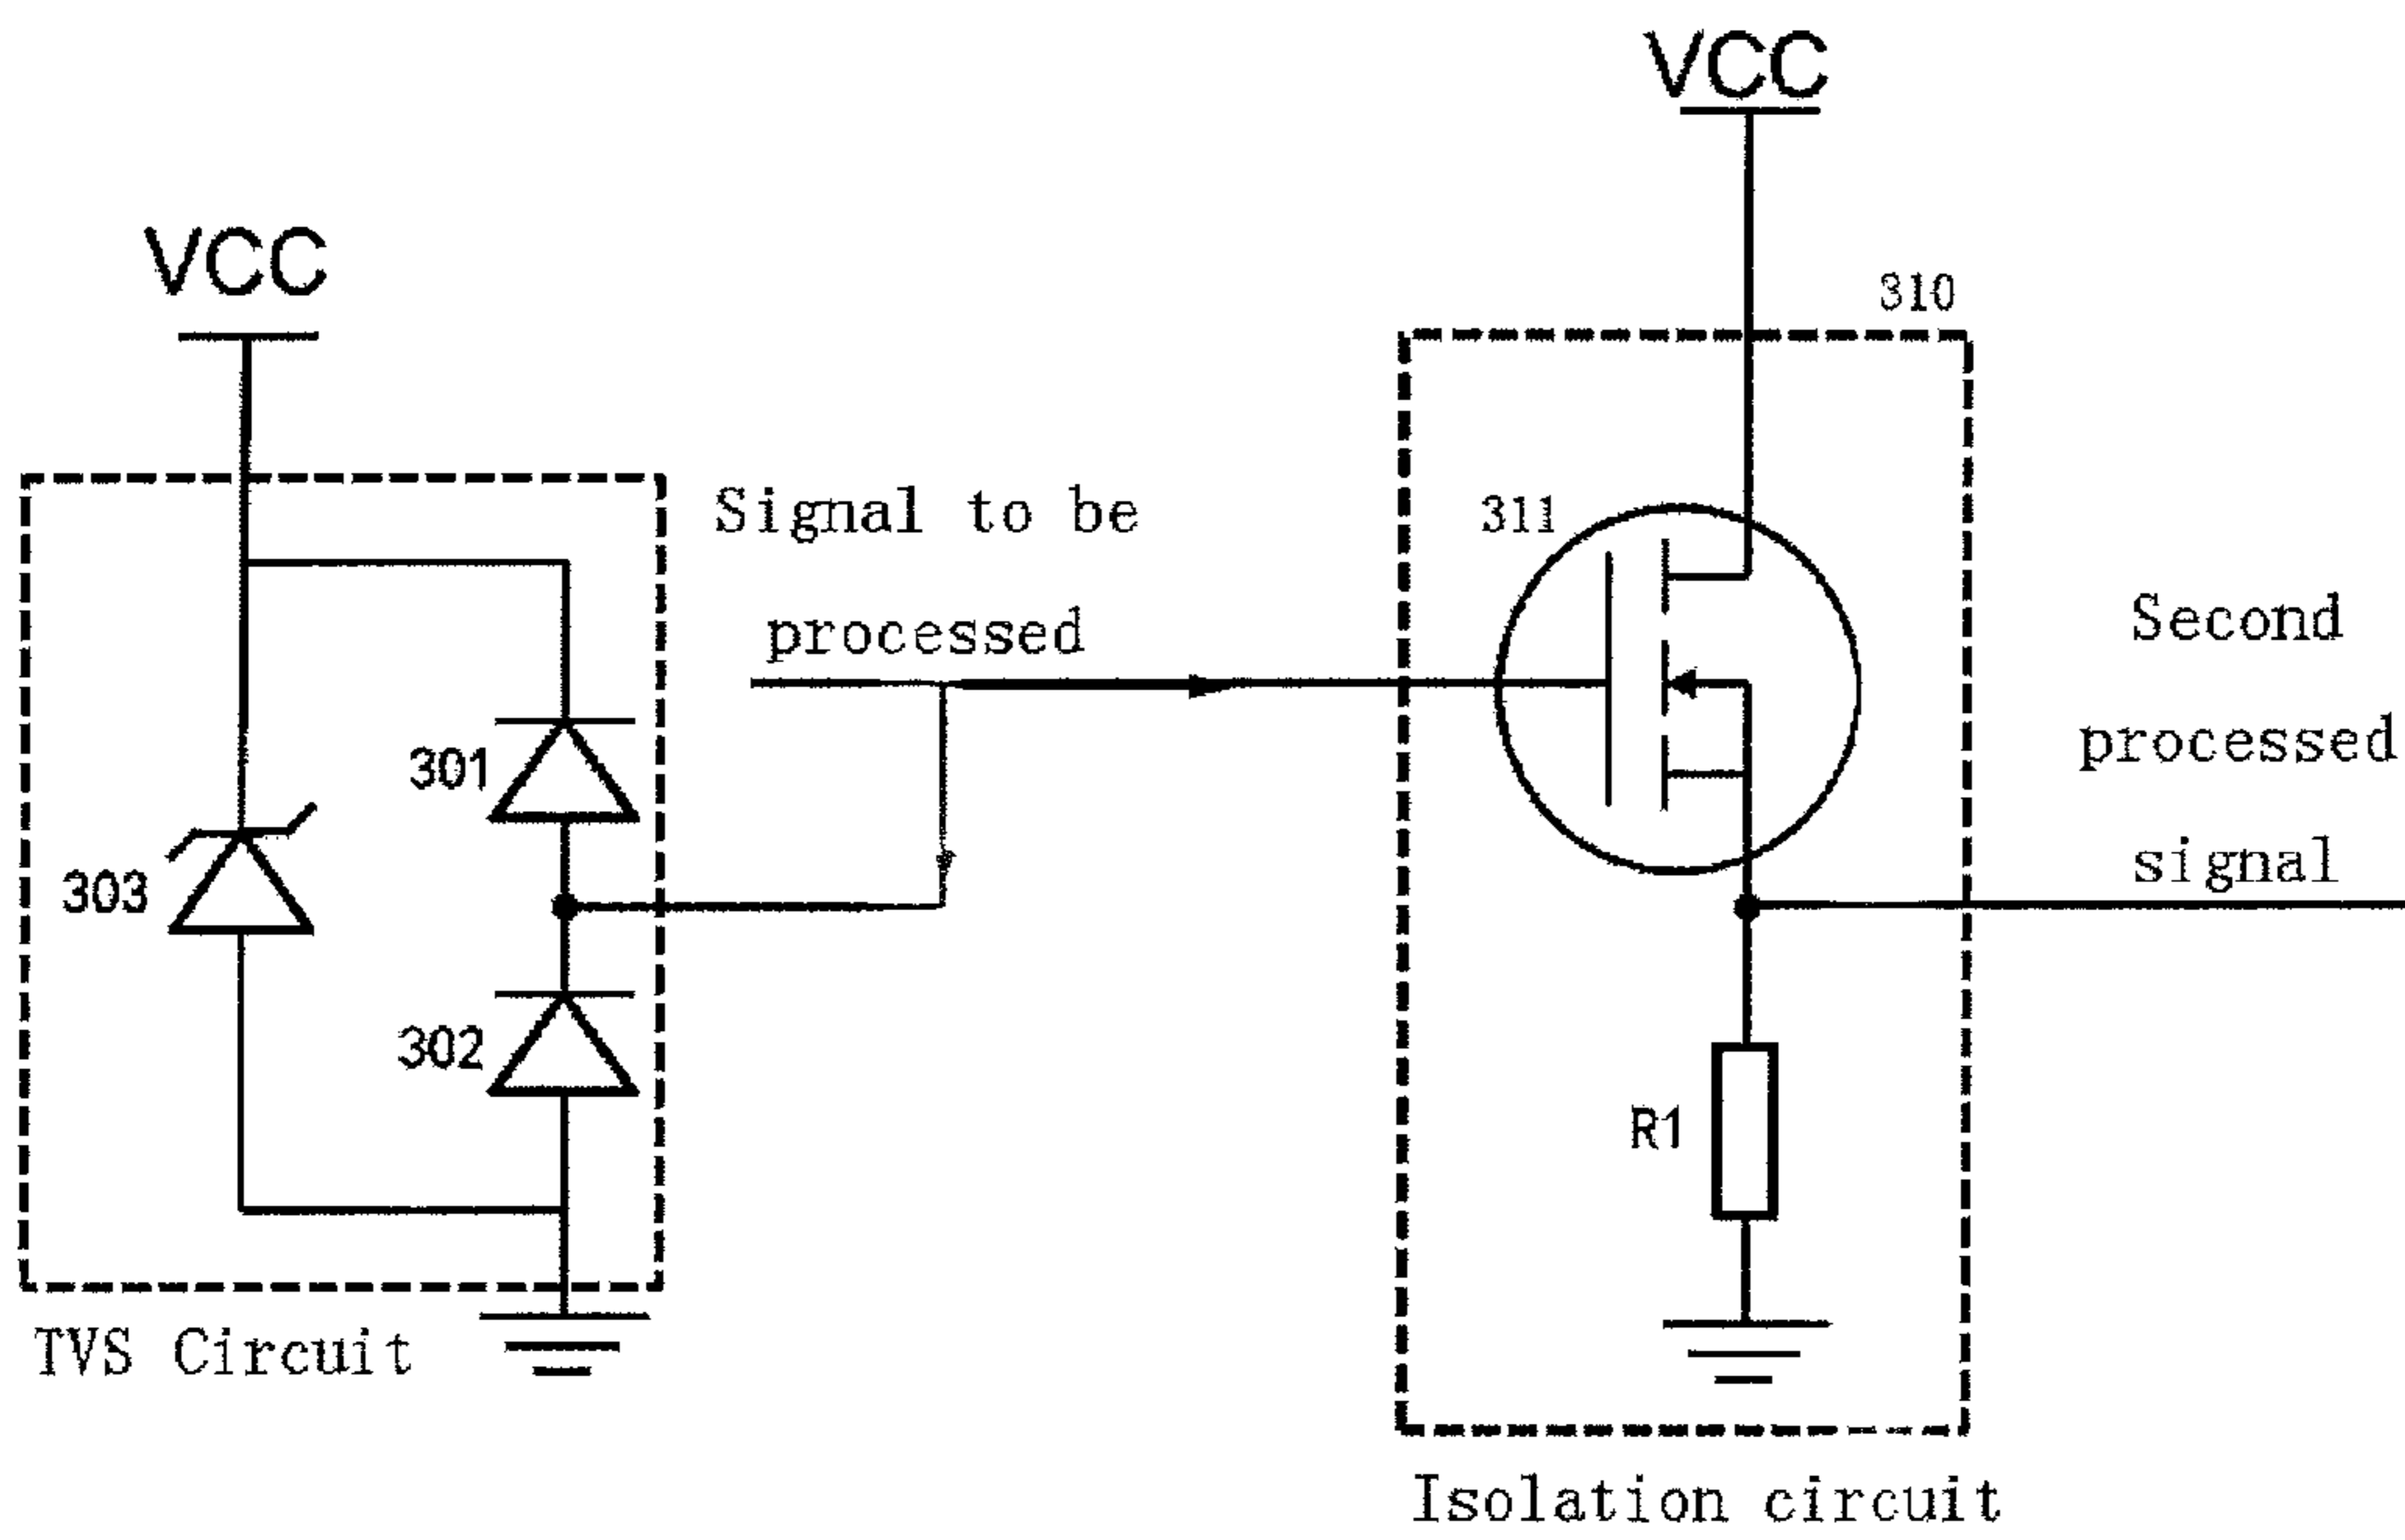 VCC
VCC
310
Signal to be
processed
311
Second
processed
signal
301
303
302
R1
TVS Circuit
Isolation circuit